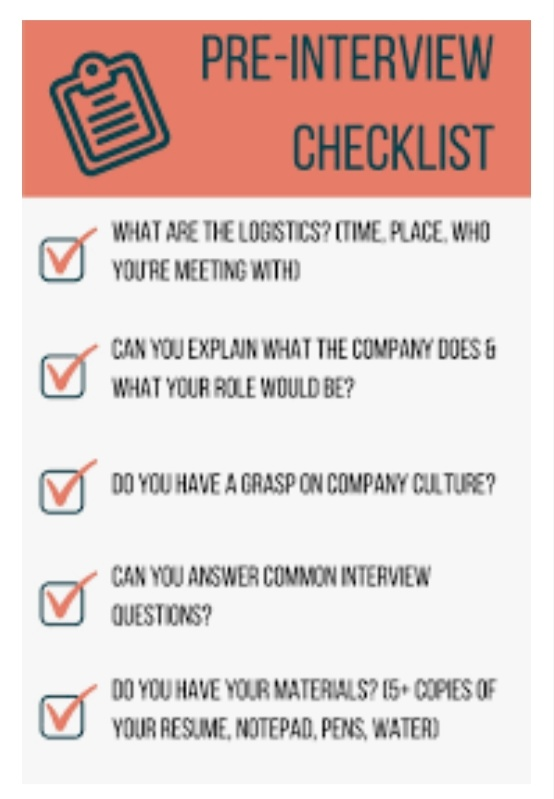 PRE-INTERVIEW
CHECKLIST
WHAT ARE THE LOGISTICS? (TIME, PLACE, WHO
YOU'RE MEETING WITH)
CAN YOU EXPLAIN WHAT THE COMPANY DOES &
WHAT YOUR ROLE WOULD BE?
DO YOU HAVE A GRASP ON COMPANY CULTURE?
CAN YOU ANSWER COMMON INTERVIEW
QUESTIONS?
DO YOU HAVE YOUR MATERIALS? (5+ COPIES OF
YOUR RESUME, NOTEPAD, PENS, WATER)